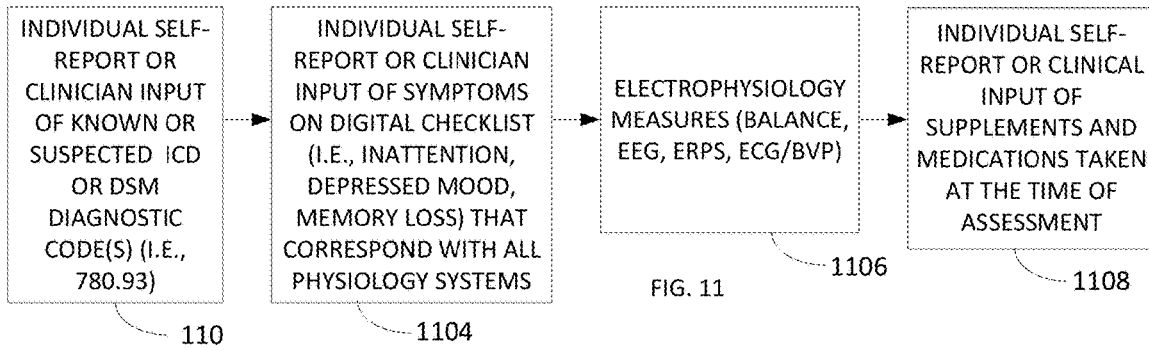 INDIVIDUAL SELF-
REPORT OR
CLINICIAN INPUT
OF KNOWN OR
SUSPECTED ICD
OR DSM
DIAGNOSTIC
CODE(S) (I.E.,
780.93)
110
INDIVIDUAL SELF-
REPORT OR CLINICIAN
INPUT OF SYMPTOMS
ON DIGITAL CHECKLIST
(I.E., INATTENTION,
DEPRESSED MOOD,
MEMORY LOSS) THAT
CORRESPOND WITH ALL
PHYSIOLOGY SYSTEMS
1104
ELECTROPHYSIOLOGY
MEASURES (BALANCE,
EEG, ERPS, ECG/BVP)
1106
INDIVIDUAL SELF-
REPORT OR CLINICAL
INPUT OF
SUPPLEMENTS AND
MEDICATIONS TAKEN
AT THE TIME OF
ASSESSMENT
1108
FIG. 11